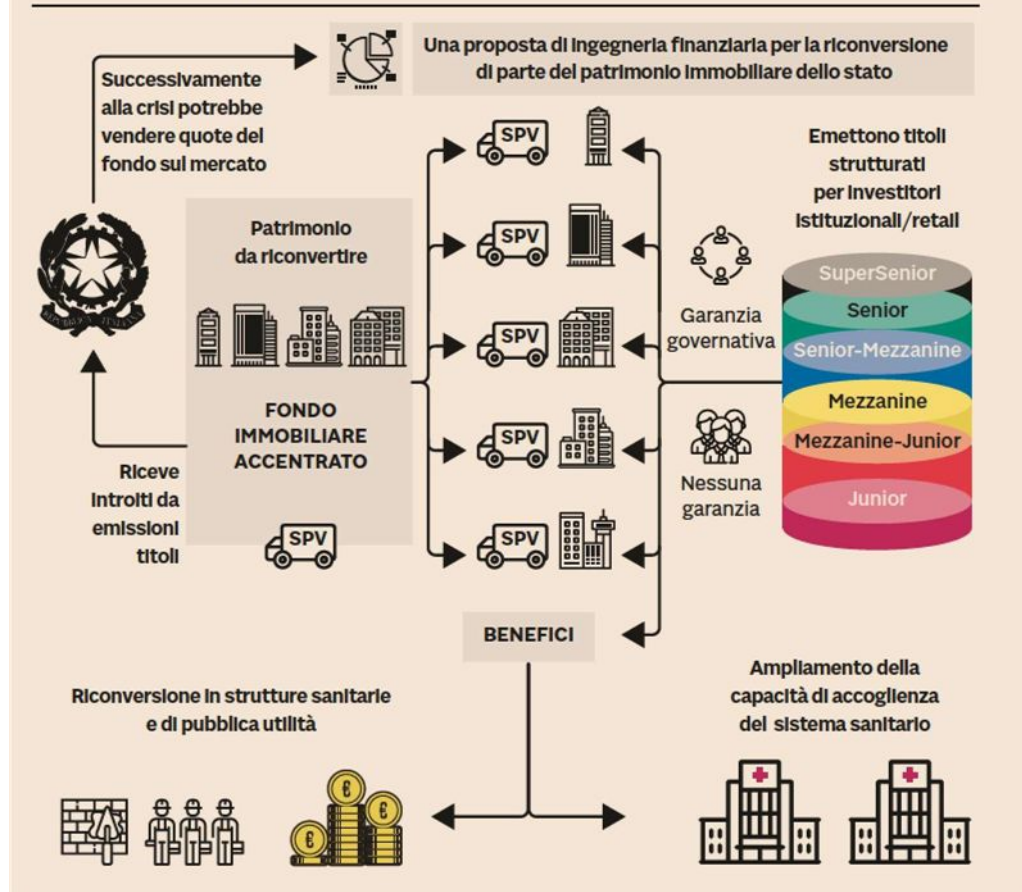 Una proposta di ingegneria finanziaria per la riconversione
di parte del patrimonio immobiliare dello stato
Successivamente
alla crisi potrebbe
vendere quote del
fondo sul mercato
Patrimonio
da riconvertire
FONDO
IMMOBILIARE
ACCENTRATO
SPV
Riceve
introiti da
emissioni
titoli
SPV
SPV
SPV
SPV
SPV
Garanzia
governativa
Nessuna
garanzia
Emettono titoli
strutturati
per investitori
istituzionali/retail
SuperSenior
Senior
Senior-Mezzanine
Mezzanine
Mezzanine-Junior
Junior
BENEFICI
Riconversione in strutture sanitarie
e di pubblica utilità
Ampliamento della
capacità di accoglienza
del sistema sanitario